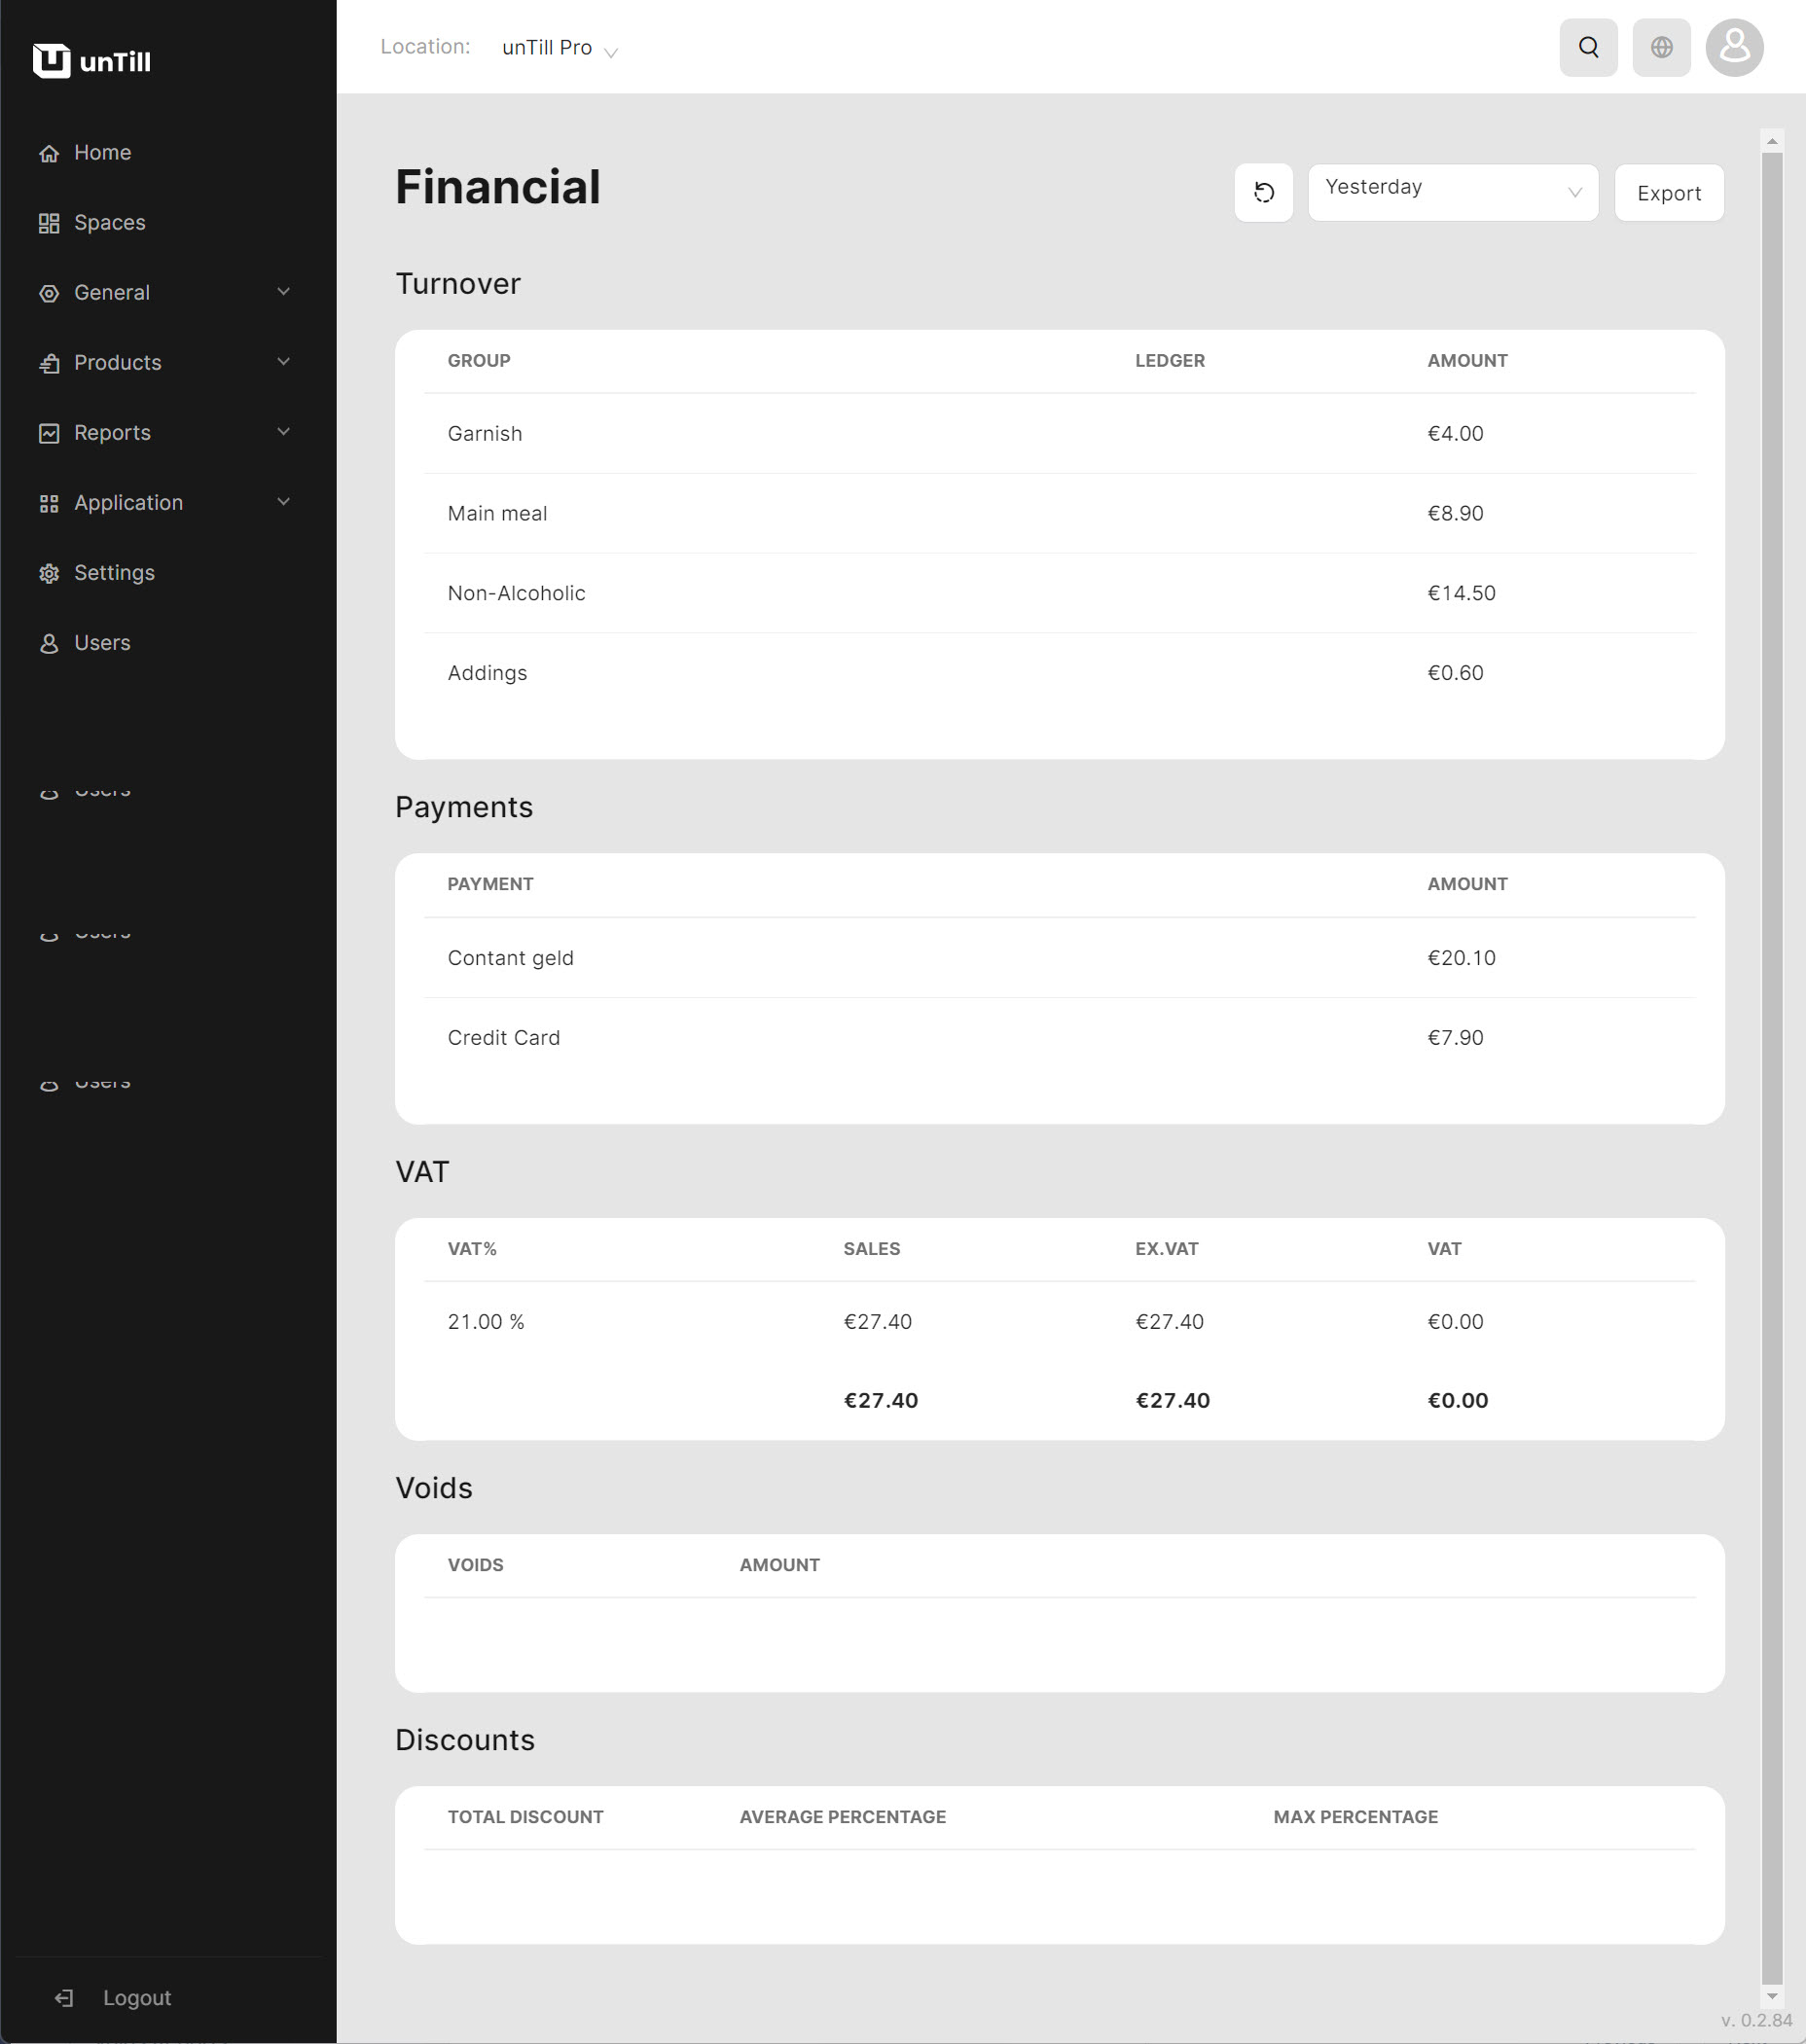 unTill
Location: unTill Pro
Home
Spaces
General
Products
Reports
Application
Settings
Users
Users
Users
Users
Logout
Financial
Yesterday
Export
Turnover
GROUP LEDGER AMOUNT
Garnish €4.00
Main meal €8.90
Non-Alcoholic €14.50
Addings €0.60
Payments
PAYMENT AMOUNT
Contant geld €20.10
Credit Card €7.90
VAT
VAT% SALES EX.VAT VAT
21.00 % €27.40 €27.40 €0.00
€27.40 €27.40 €0.00
Voids
VOIDS AMOUNT
Discounts
TOTAL DISCOUNT AVERAGE PERCENTAGE MAX PERCENTAGE
v. 0.2.84